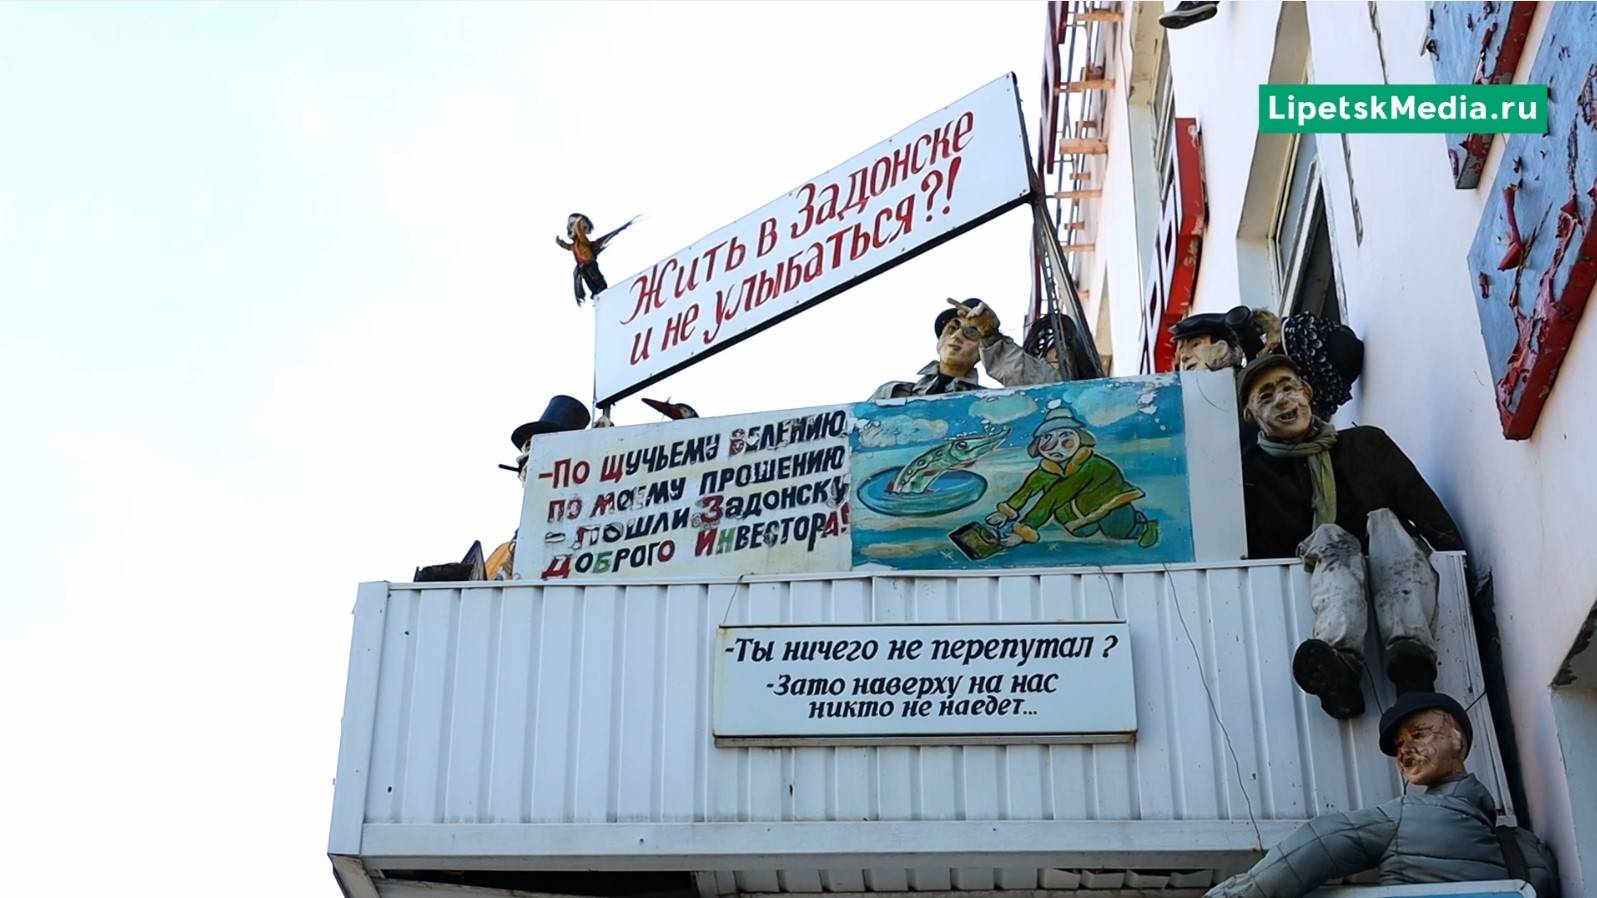 LipetskMedia.ru
Жить в Задонске
и не улыбаться?!
-По щучьему велению
по моему прошению
- пошли Задонску
доброго инвестора!
-Ты ничего не перепутал?
-Зато наверху на нас
никто не наедет...